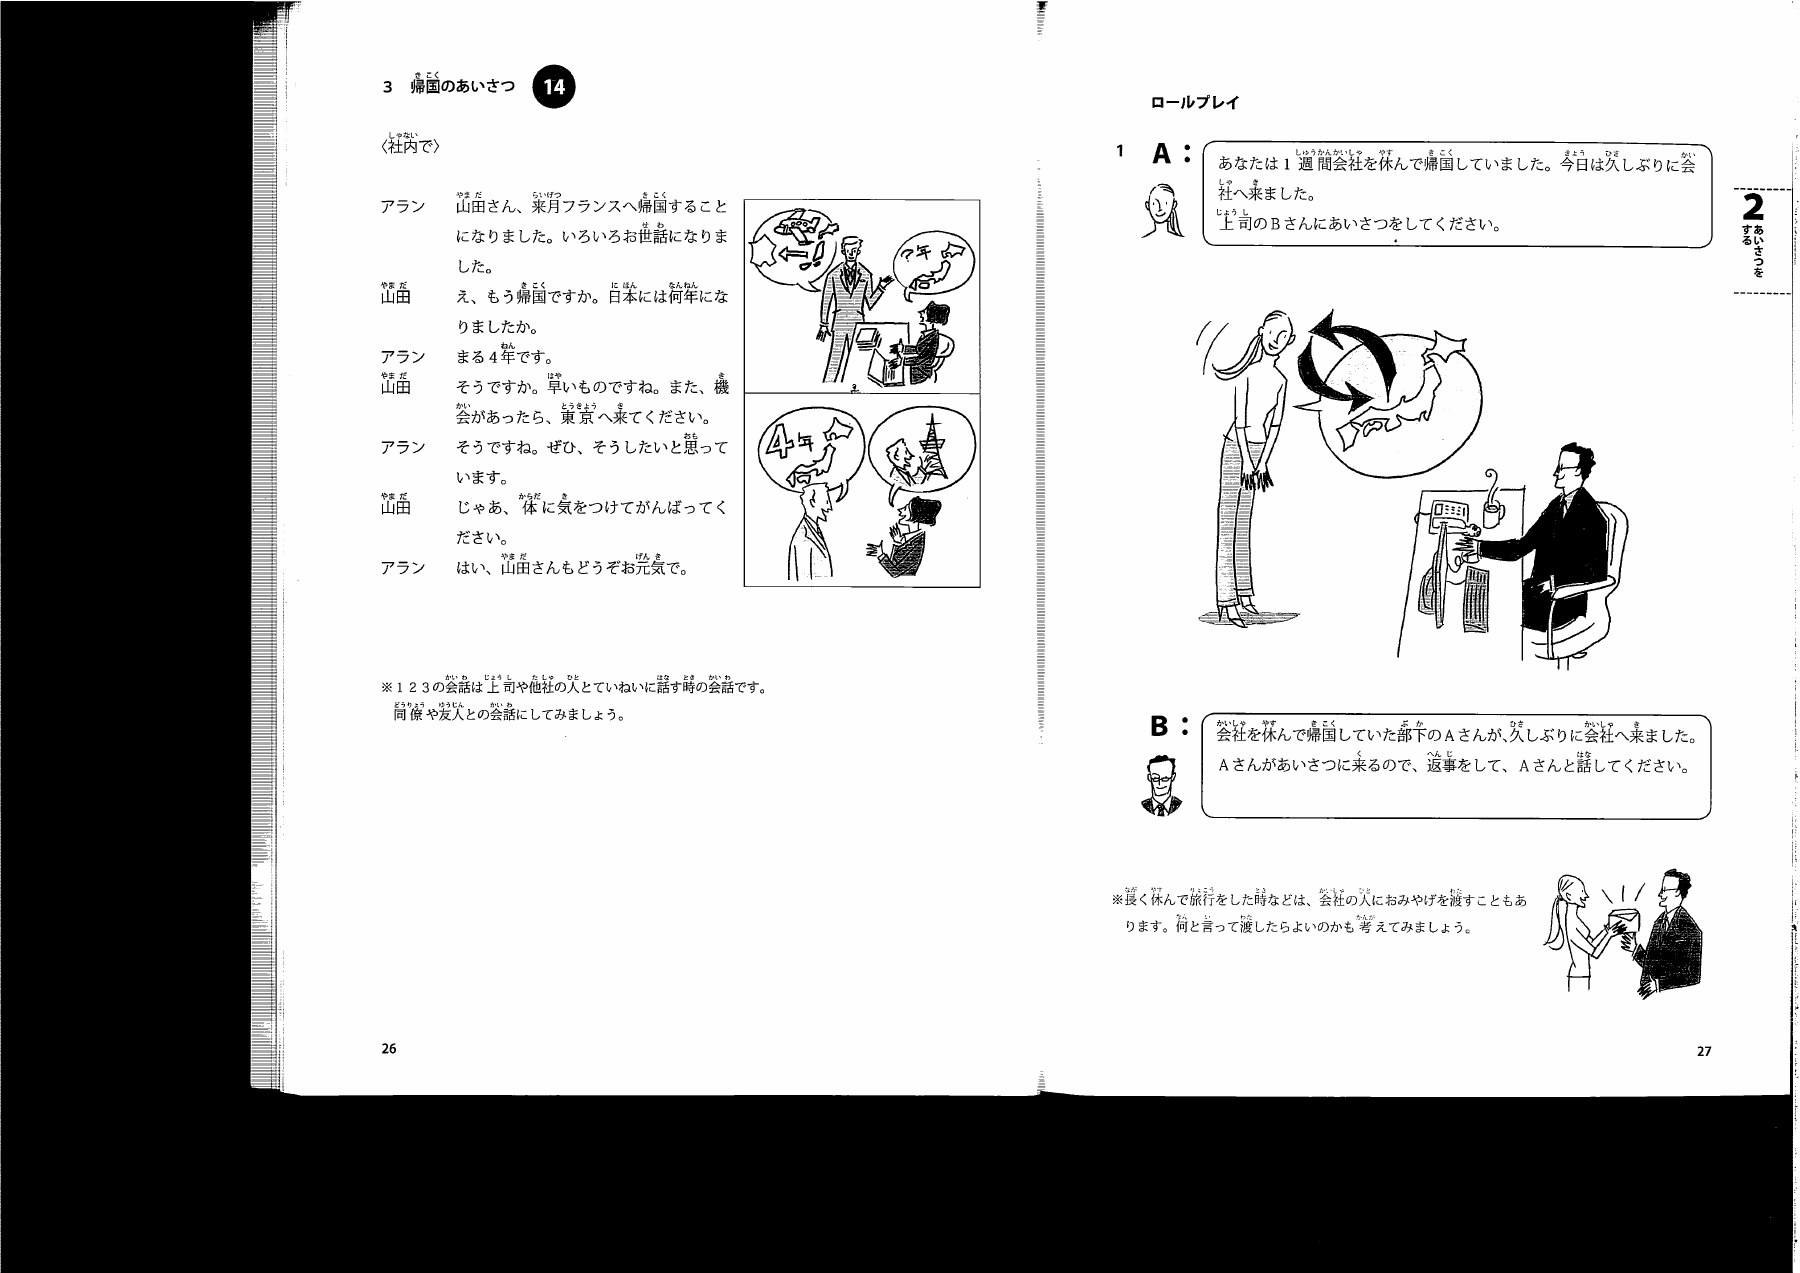 3 帰国のあいさつ 14
〈社内で〉
アラン 山田さん、来月フランスへ帰国すること
になりました。いろいろお世話になりま
した。
山田 え、もう帰国ですか。日本には何年にな
りましたか。
アラン まる4年です。
山田 そうですか。早いものですね。また、機
会があったら、東京へ来てください。
アラン そうですね。ぜひ、そうしたいと思って
います。
山田 じゃあ、体に気をつけてがんばってく
ださい。
アラン はい、山田さんもどうぞお元気で。
?年
4年
※123の会話は上司や他社の人とていねいに話す時の会話です。
同僚や友人との会話にしてみましょう。
26
ロールプレイ
1 A:
あなたは1週間会社を休んで帰国していました。今日は久しぶりに会
社へ来ました。
上司のBさんにあいさつをしてください。
2
あいさつを
する
B:
会社を休んで帰国していた部下のAさんが、久しぶりに会社へ来ました。
Aさんがあいさつに来るので、返事をして、Aさんと話してください。
※長く休んで旅行をした時などは、会社の人におみやげを渡すこともあ
ります。何と言って渡したらよいのかも考えてみましょう。
27